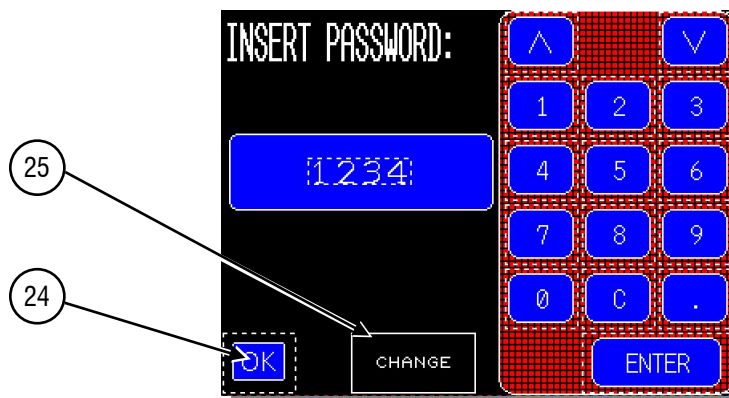 INSERT PASSWORD:
1234
25
24
OK
CHANGE
1 2 3
4 5 6
7 8 9
0 C .
ENTER